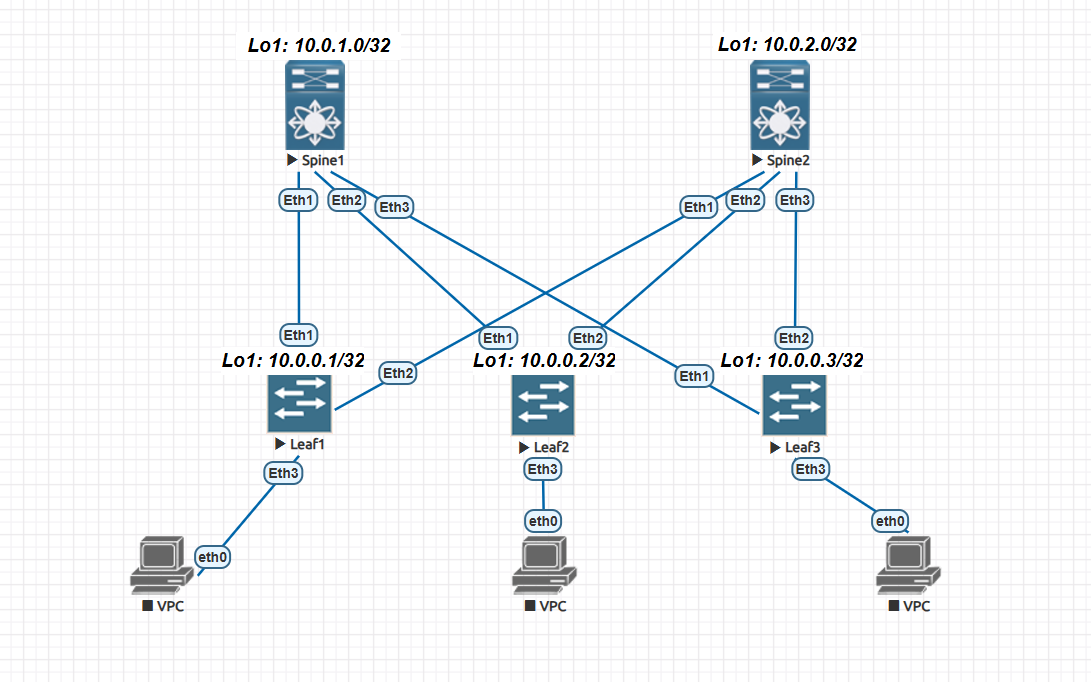 Lo1: 10.0.1.0/32
Lo1: 10.0.2.0/32
Spine1
Spine2
Eth1
Eth2
Eth3
Eth1
Eth2
Eth3
Eth1
Eth1
Eth2
Eth2
Lo1: 10.0.0.1/32
Lo1: 10.0.0.2/32
Lo1: 10.0.0.3/32
Eth2
Eth1
Leaf1
Leaf2
Leaf3
Eth3
Eth3
Eth3
eth0
eth0
eth0
VPC
VPC
VPC